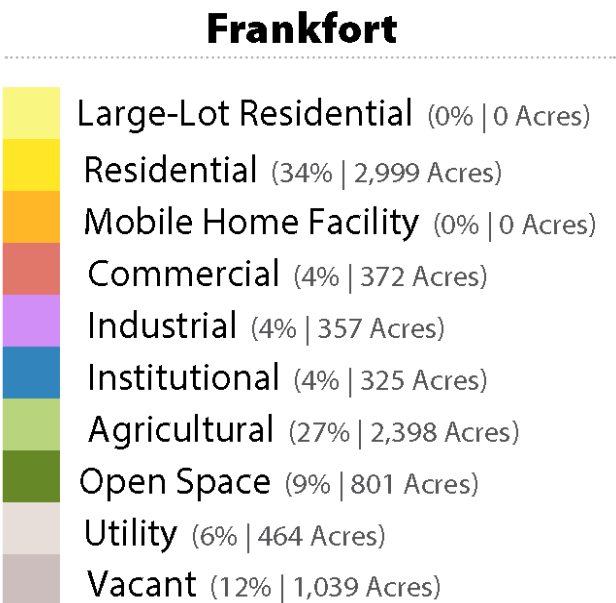 Frankfort
Large-Lot Residential (0% | 0 Acres)
Residential (34% | 2,999 Acres)
Mobile Home Facility (0% | 0 Acres)
Commercial (4% | 372 Acres)
Industrial (4% | 357 Acres)
Institutional (4% | 325 Acres)
Agricultural (27% | 2,398 Acres)
Open Space (9% | 801 Acres)
Utility (6% | 464 Acres)
Vacant (12% | 1,039 Acres)